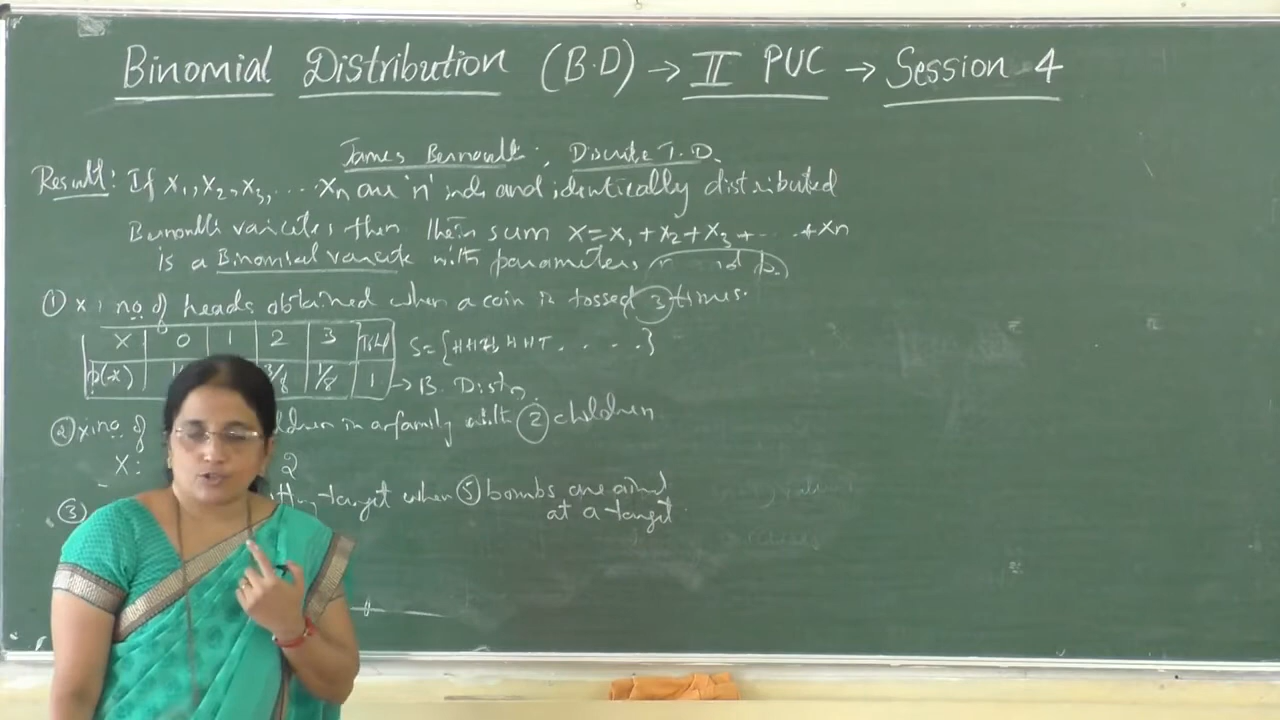 Binomial Distribution (B.D) → II PUC → Session 4
James Bernoulli, Discrete T.D.
Result: If X₁, X₂, X₃, .... Xn are 'n' inde and identically distributed
Bernoulli variates, then their sum X = X₁ + X₂ + X₃ + .... + Xn
is a Binomial variate with parameters n and p.
① X: no. of heads obtained when a coin is tossed 3 times.
X 0 1 2 3 Total
p(x) 3/8 1/8 1 → B. Distn.
S = {HHH, HHT, .....}
② X: no. of children in a family with ② children
X: 2
③ target when ⑤ bombs are aimed
at a target.